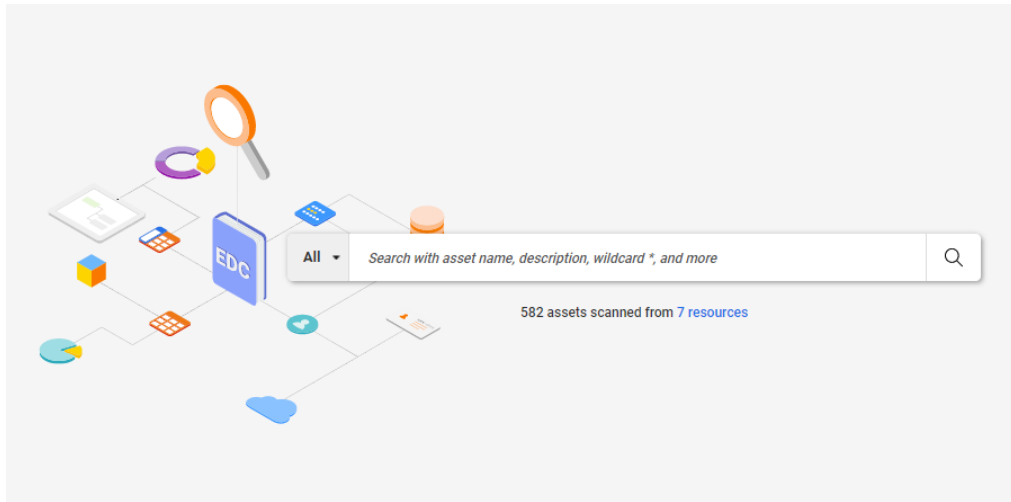 EDC
All
Search with asset name, description, wildcard *, and more
582 assets scanned from 7 resources